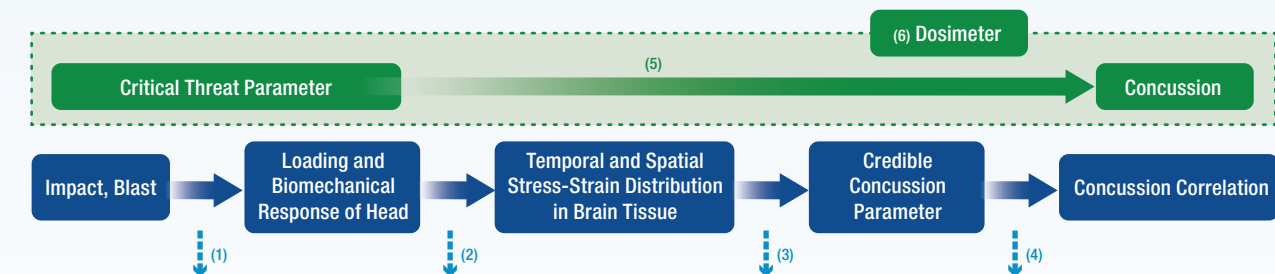 (6) Dosimeter
(5)
Critical Threat Parameter
Concussion
Impact, Blast
Loading and
Biomechanical
Response of Head
Temporal and Spatial
Stress-Strain Distribution
in Brain Tissue
Credible
Concussion
Parameter
Concussion Correlation
(1)
(2)
(3)
(4)